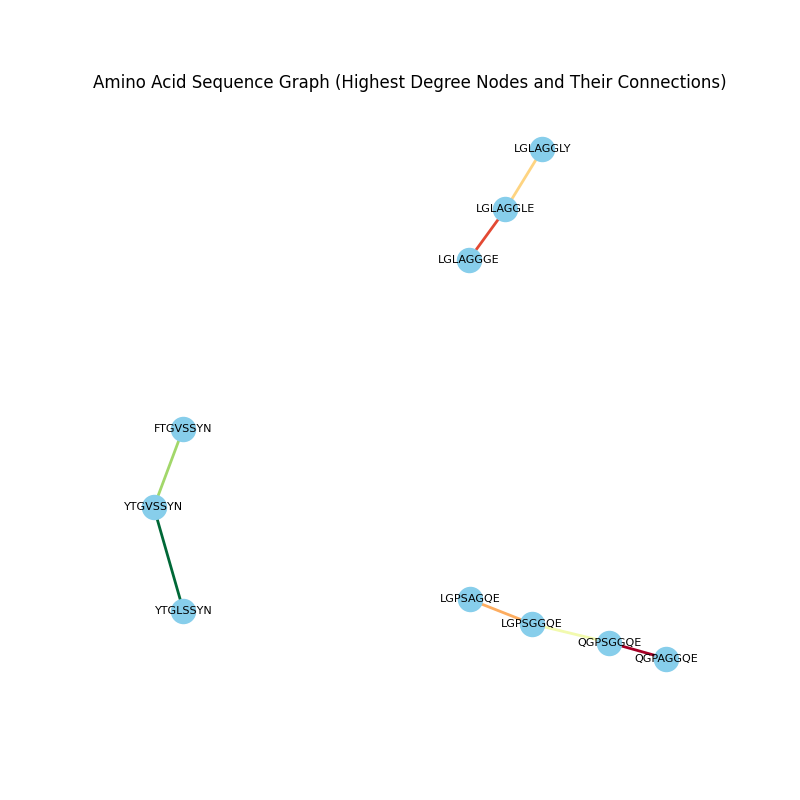 Amino Acid Sequence Graph (Highest Degree Nodes and Their Connections)
LGLAGGLY
LGLAGGLE
LGLAGGGE
FTGVSSYN
YTGVSSYN
YTGLSSYN
LGPSAGQE
LGPSGGQE
QGPSGGQE
QGPAGGQE